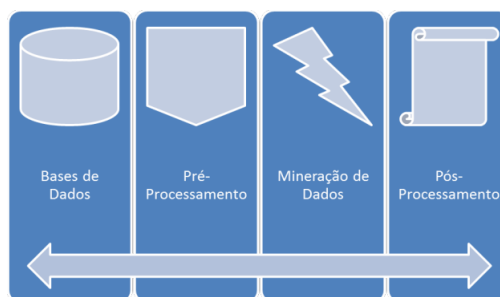 Bases de
Dados
Pré-
Processamento
Mineração de
Dados
Pós-
Processamento